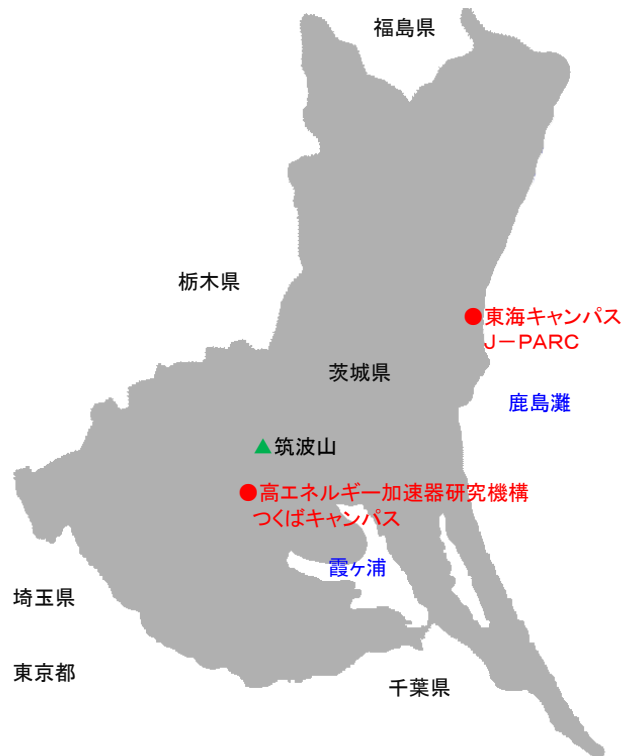 福島県
栃木県
東海キャンパス
J－PARC
茨城県
鹿島灘
筑波山
高エネルギー加速器研究機構
つくばキャンパス
霞ヶ浦
埼玉県
東京都
千葉県